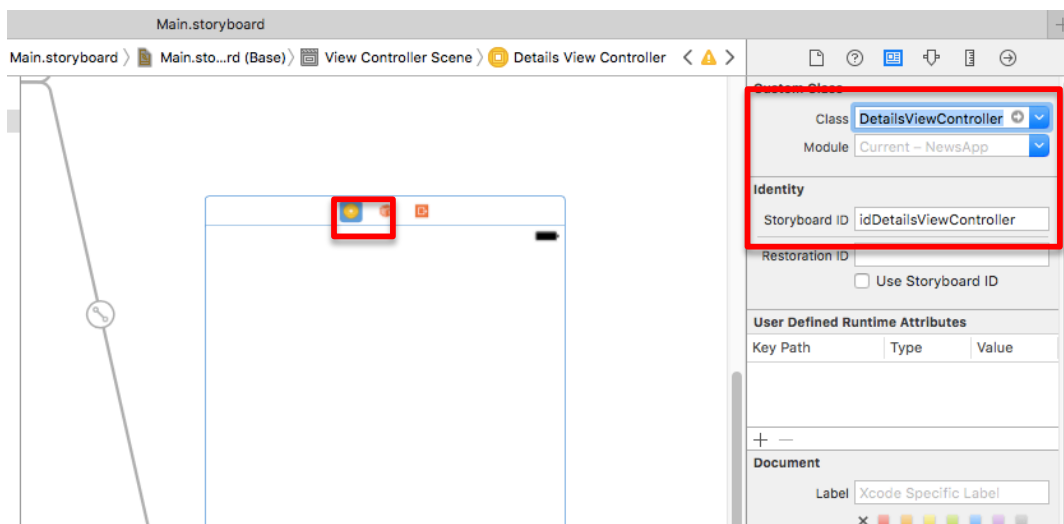 Main.storyboard
Main.storyboard 〉 Main.sto...rd (Base) 〉 View Controller Scene 〉 Details View Controller < >
Custom Class
Class DetailsViewController
Module Current – NewsApp
Identity
Storyboard ID idDetailsViewController
Restoration ID
Use Storyboard ID
User Defined Runtime Attributes
Key Path Type Value
+ −
Document
Label Xcode Specific Label